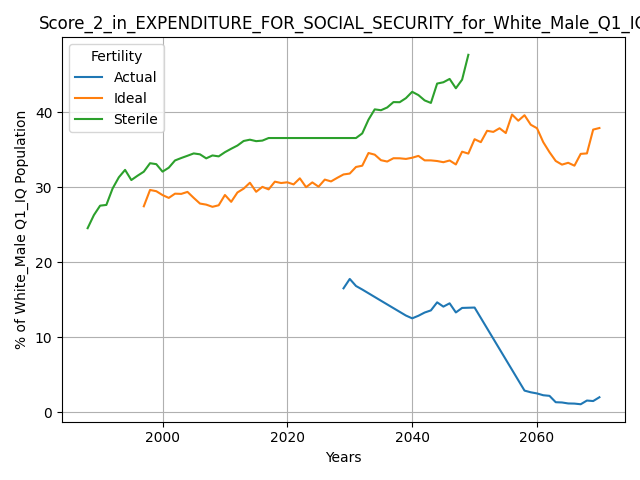 Score_2_in_EXPENDITURE_FOR_SOCIAL_SECURITY_for_White_Male_Q1_IQ
Fertility
Actual
Ideal
Sterile
% of White_Male Q1_IQ Population
40
30
20
10
0
2000 2020 2040 2060
Years